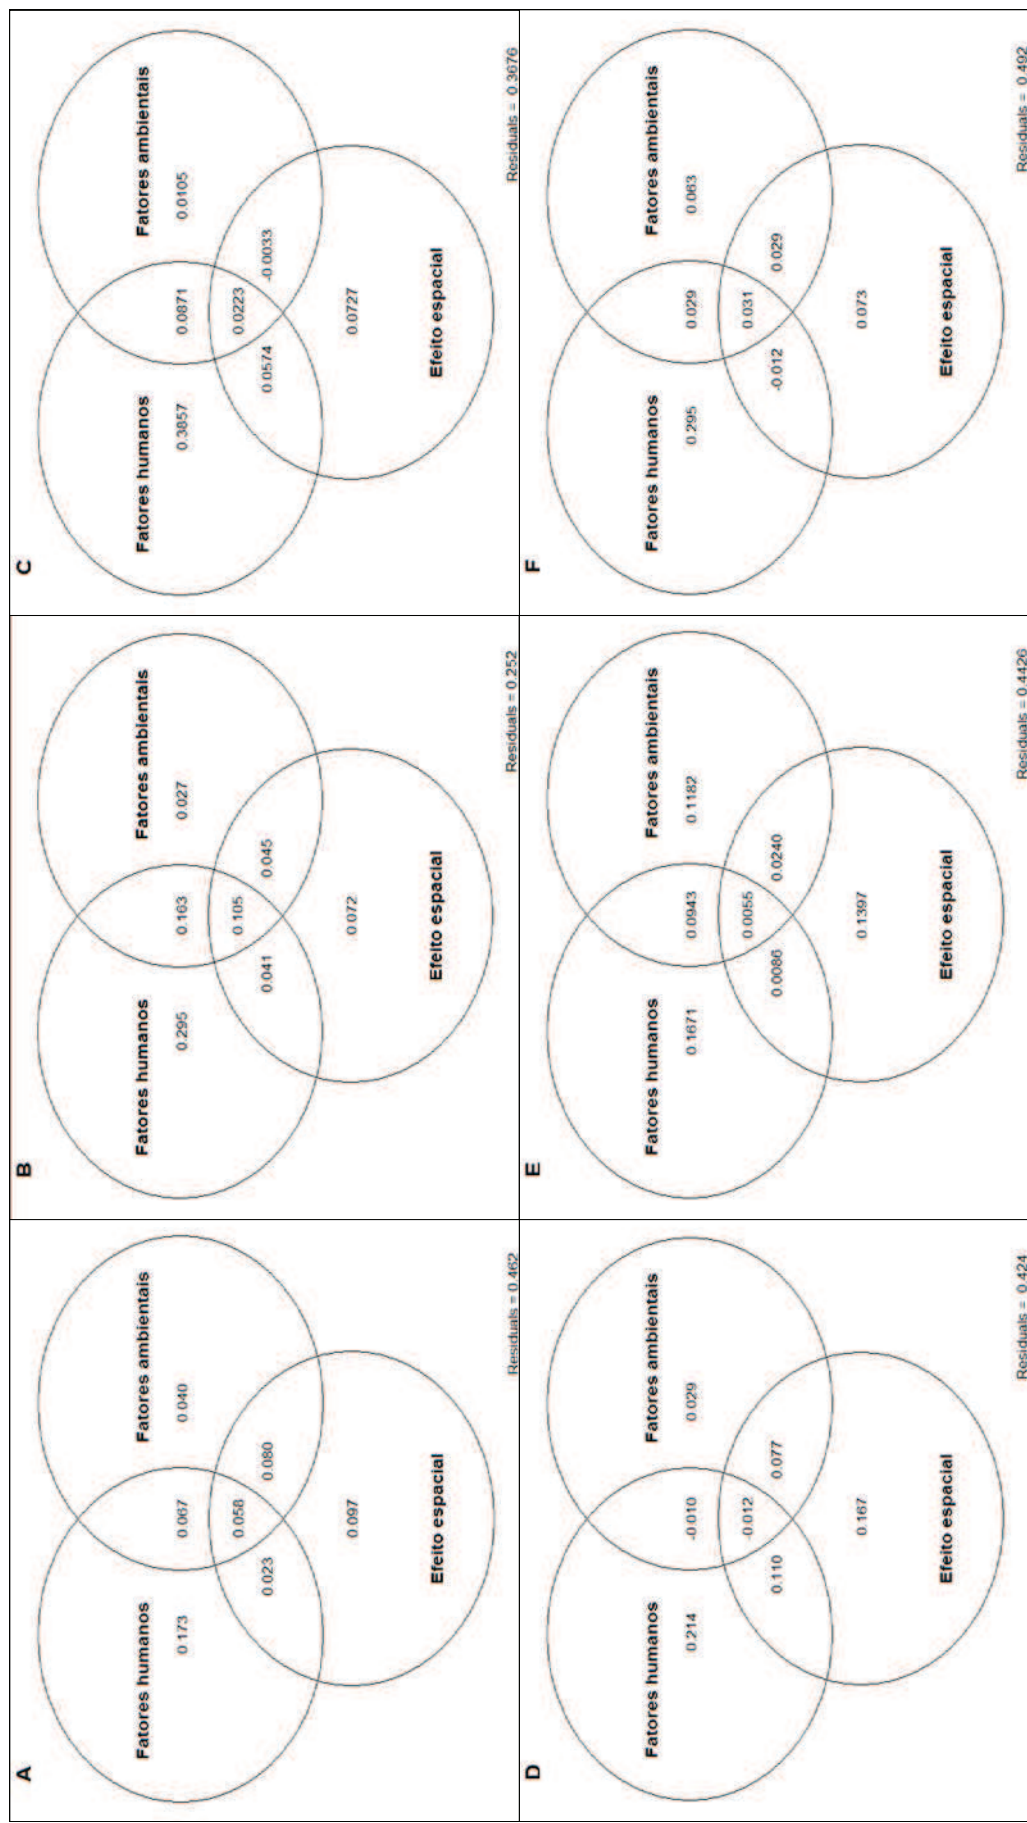 A
Fatores humanos
Fatores ambientais
0.173
0.067
0.040
0.058
0.023
0.080
0.097
Efeito espacial
Residuals = 0.462
B
Fatores humanos
Fatores ambientais
0.295
0.163
0.027
0.105
0.041
0.045
0.072
Efeito espacial
Residuals = 0.252
C
Fatores humanos
Fatores ambientais
0.3857
0.0871
0.0105
0.0223
0.0574
-0.0033
0.0727
Efeito espacial
Residuals = 0.3676
D
Fatores humanos
Fatores ambientais
0.214
-0.010
0.029
-0.012
0.110
0.077
0.167
Efeito espacial
Residuals = 0.424
E
Fatores humanos
Fatores ambientais
0.1671
0.0943
0.1182
0.0055
0.0086
0.0240
0.1397
Efeito espacial
Residuals = 0.4426
F
Fatores humanos
Fatores ambientais
0.295
0.029
0.063
0.031
-0.012
0.029
0.073
Efeito espacial
Residuals = 0.492